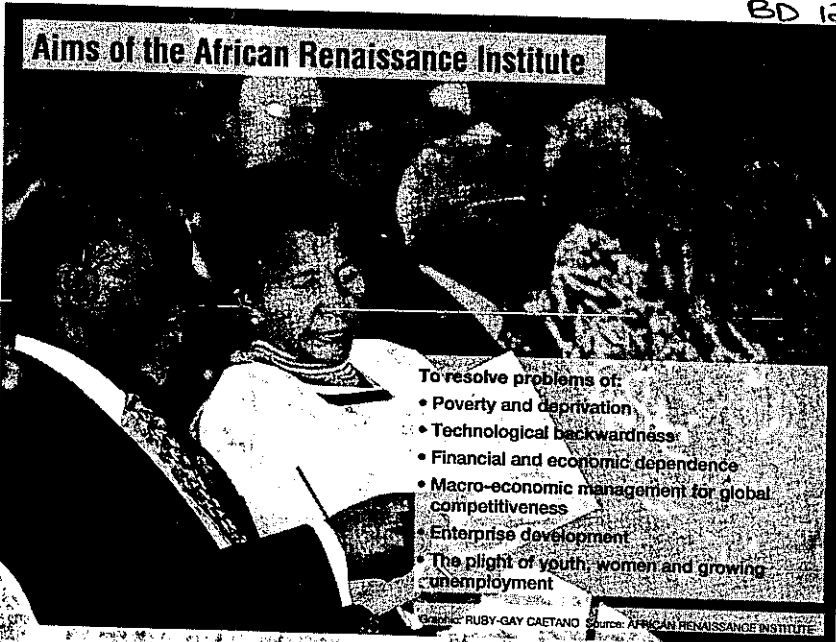 BD 12
Aims of the African Renaissance Institute
To resolve problems of:
• Poverty and deprivation
• Technological backwardness
• Financial and economic dependence
• Macro-economic management for global
competitiveness
• Enterprise development
• The plight of youth, women and growing
unemployment
Graphic: RUBY-GAY CAETANO Source: AFRICAN RENAISSANCE INSTITUTE